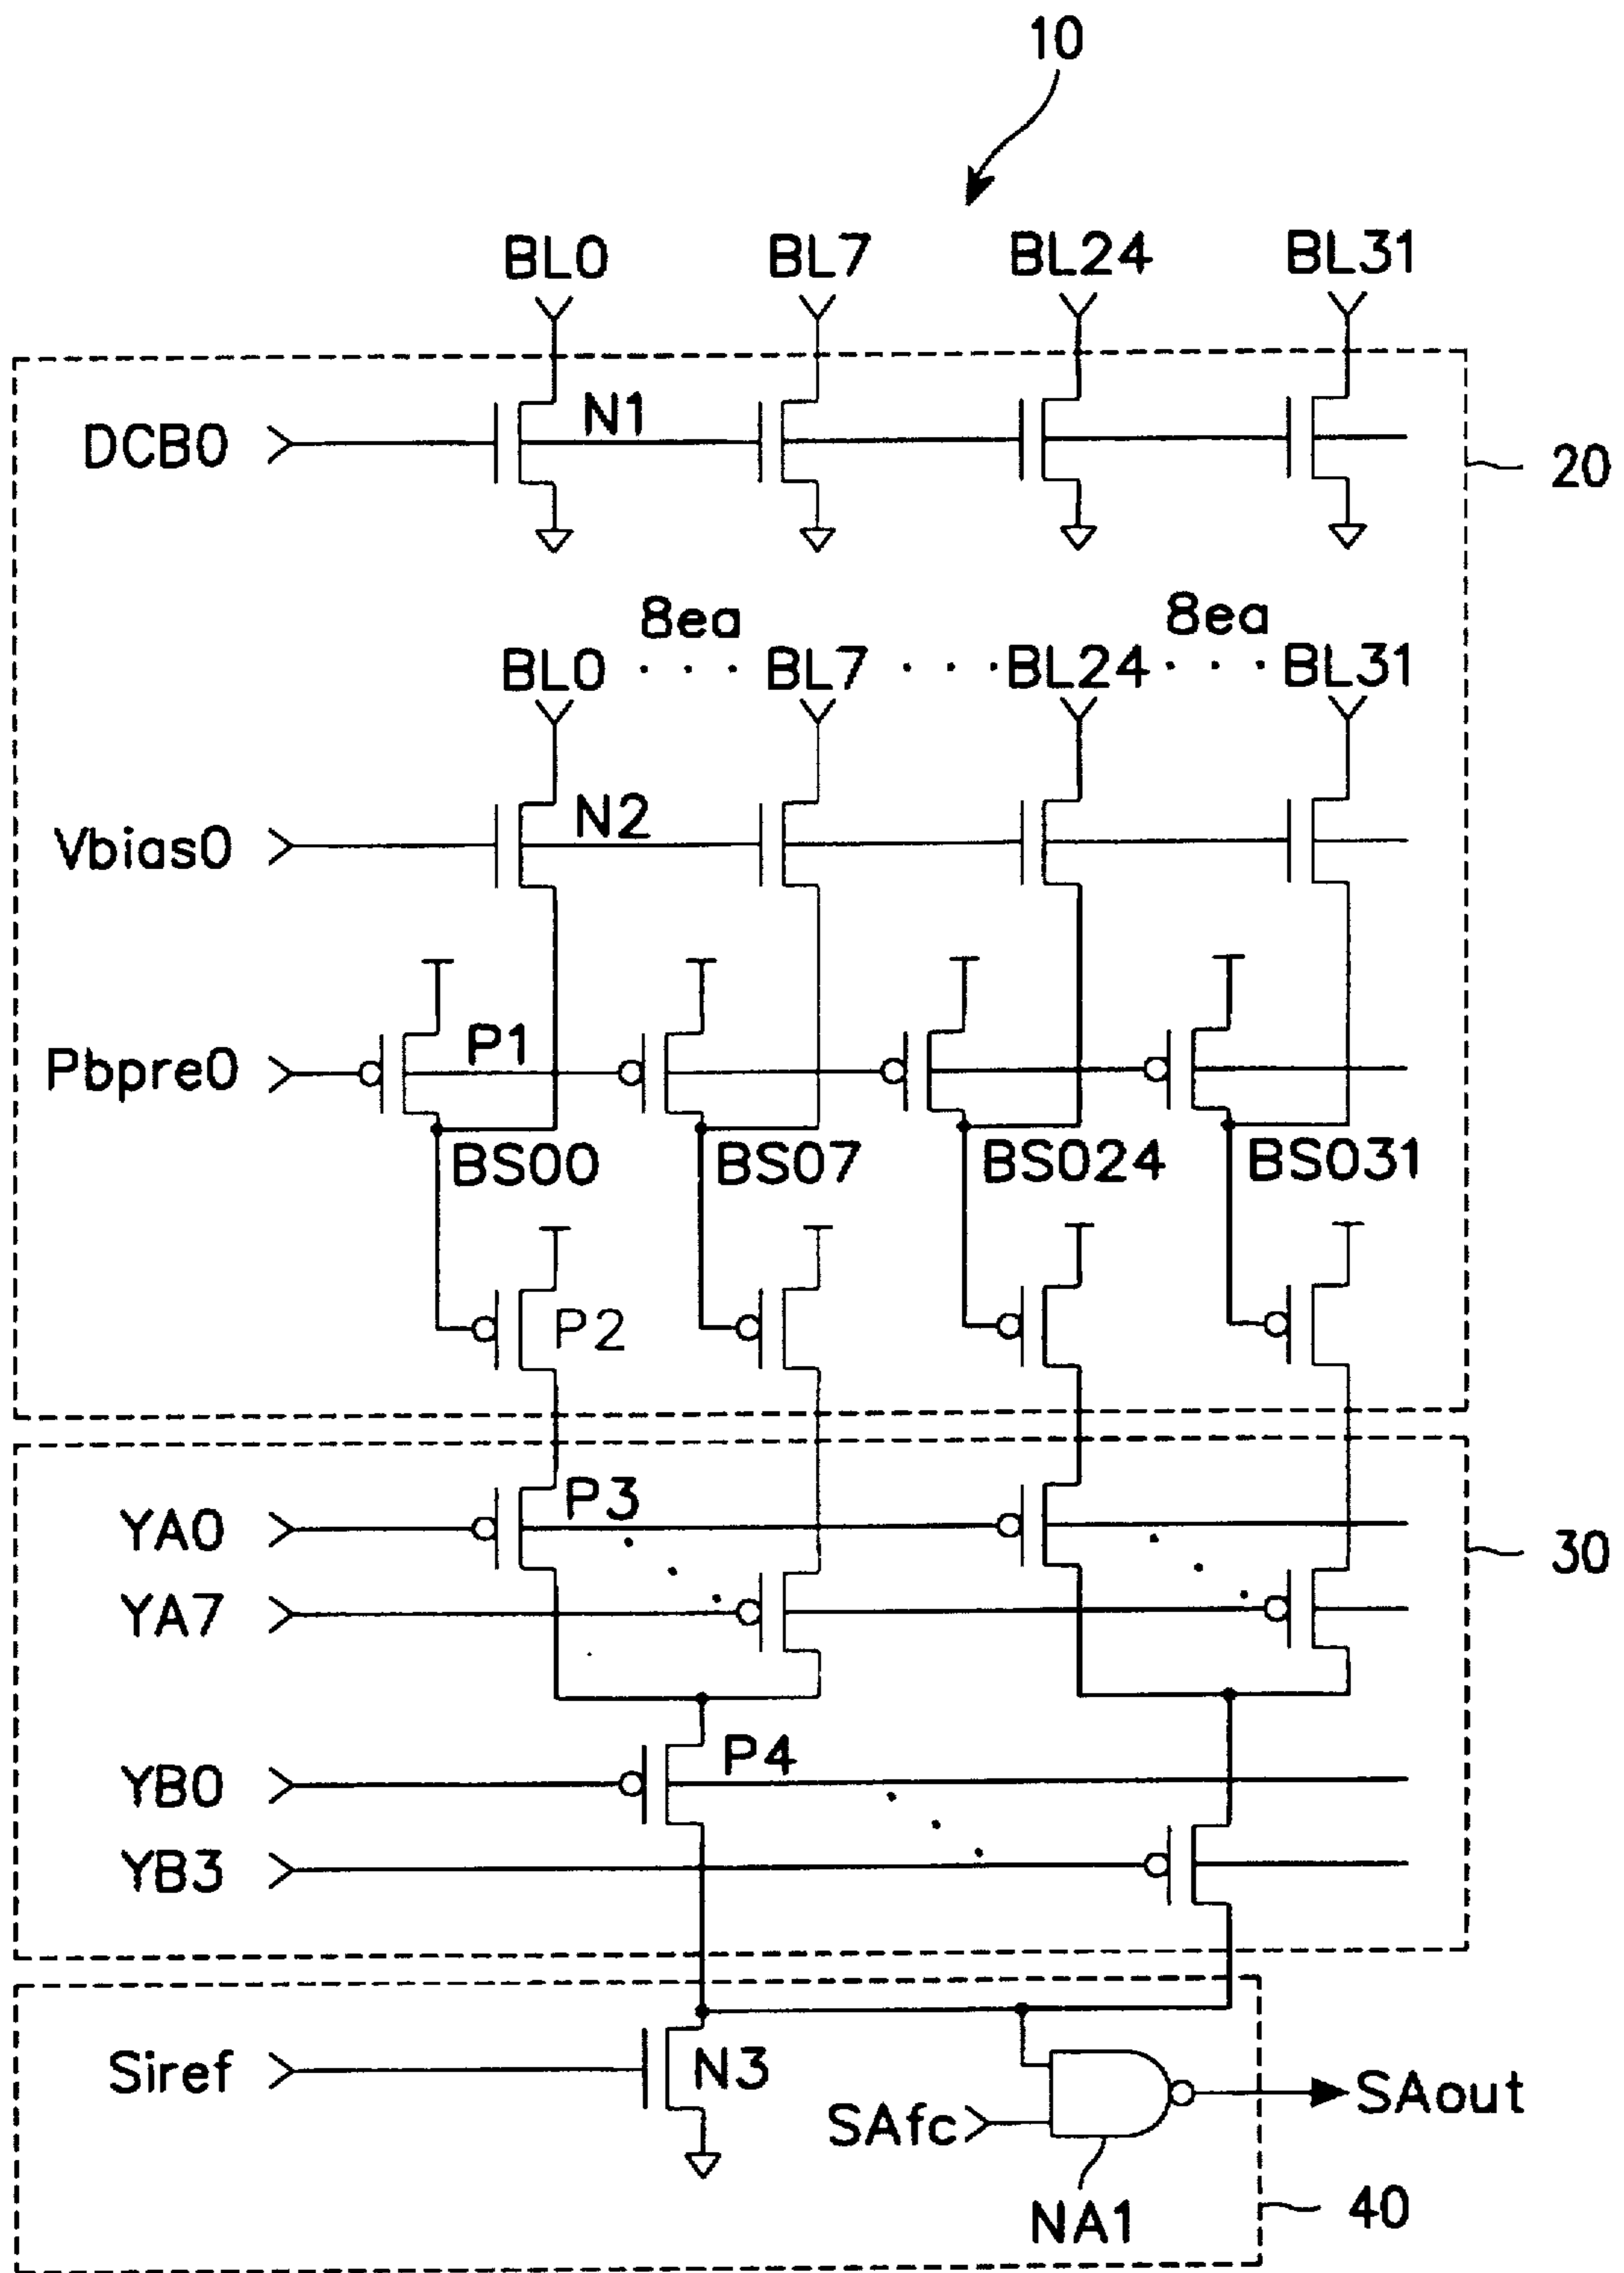 10
BL0 BL7 BL24 BL31
DCB0 N1
20
8ea 8ea
BL0 · · · BL7 · · · BL24 · · · BL31
Vbias0 N2
Pbpre0 P1
BS00 BS07 BS024 BS031
P2
YA0 P3
30
YA7
YB0 P4
YB3
Siref N3
SAfc SAout
NA1 40